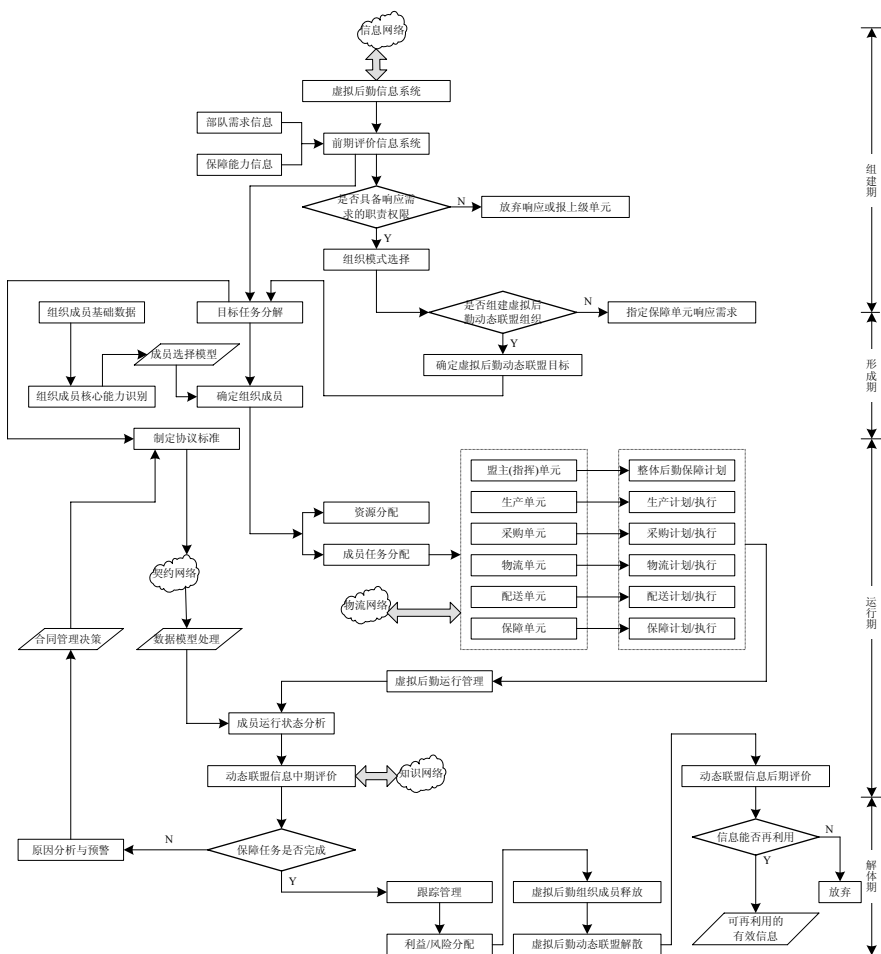 信息网络
虚拟后勤信息系统
部队需求信息
前期评价信息系统
保障能力信息
是否具备响应需
求的职责权限
N
放弃响应或报上级单元
Y
组织模式选择
组建期
是否组建虚拟后
勤动态联盟组织
N
指定保障单元响应需求
Y
组织成员基础数据
目标任务分解
成员选择模型
确定虚拟后勤动态联盟目标
组织成员核心能力识别
确定组织成员
形成期
制定协议标准
盟主(指挥)单元
整体后勤保障计划
资源分配
生产单元
生产计划/执行
采购单元
采购计划/执行
成员任务分配
物流单元
物流计划/执行
契约网络
配送单元
配送计划/执行
物流网络
保障单元
保障计划/执行
运行期
合同管理决策
数据模型处理
虚拟后勤运行管理
成员运行状态分析
动态联盟信息中期评价
知识网络
动态联盟信息后期评价
原因分析与预警
N
保障任务是否完成
Y
信息能否再利用
N
Y
放弃
跟踪管理
虚拟后勤组织成员释放
可再利用的
有效信息
利益/风险分配
虚拟后勤动态联盟解散
解体期